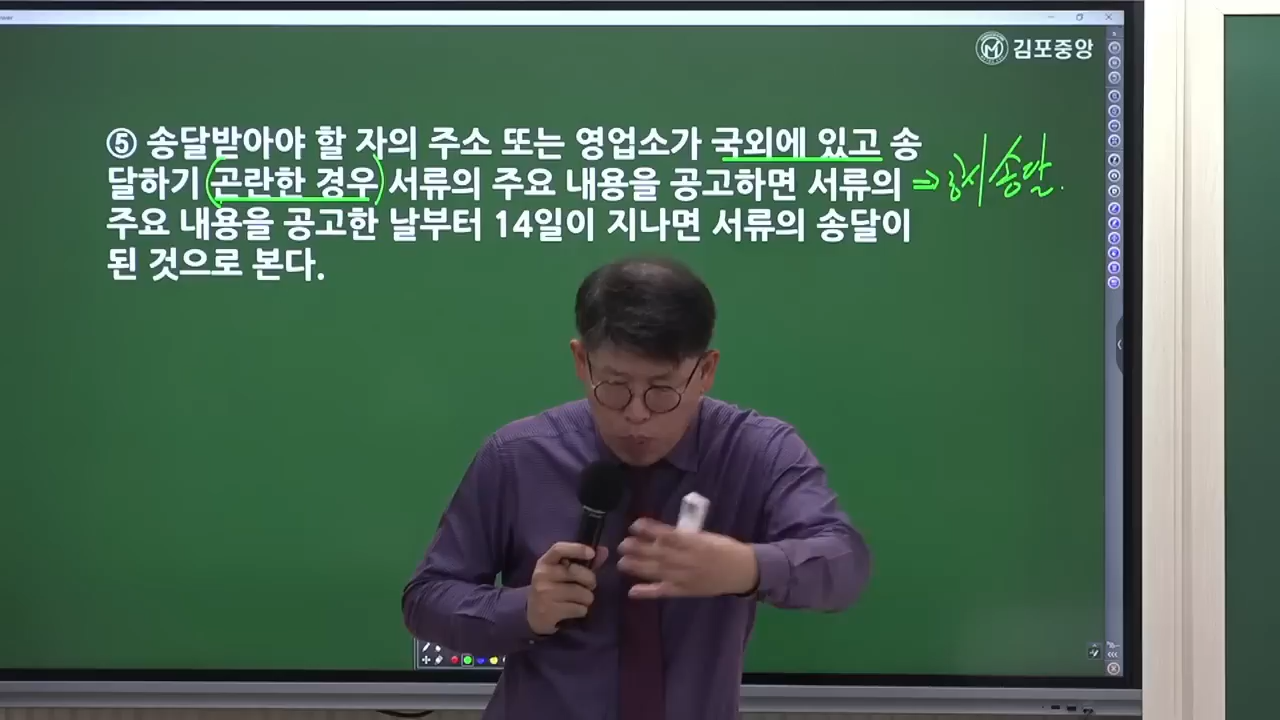 김포중앙
⑤ 송달받아야 할 자의 주소 또는 영업소가 국외에 있고 송
달하기 곤란한 경우 서류의 주요 내용을 공고하면 서류의 ⇒ 공시송달.
주요 내용을 공고한 날부터 14일이 지나면 서류의 송달이
된 것으로 본다.